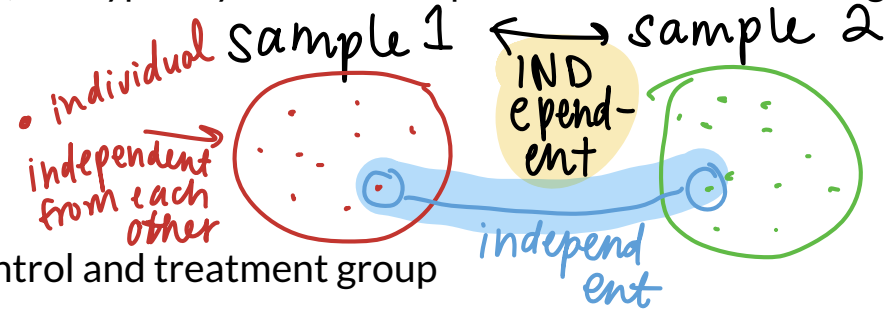 sample 1 ←→ sample 2
• individual
IND
epend-
ent
independent
from each
other
independ
ent
ntrol and treatment group